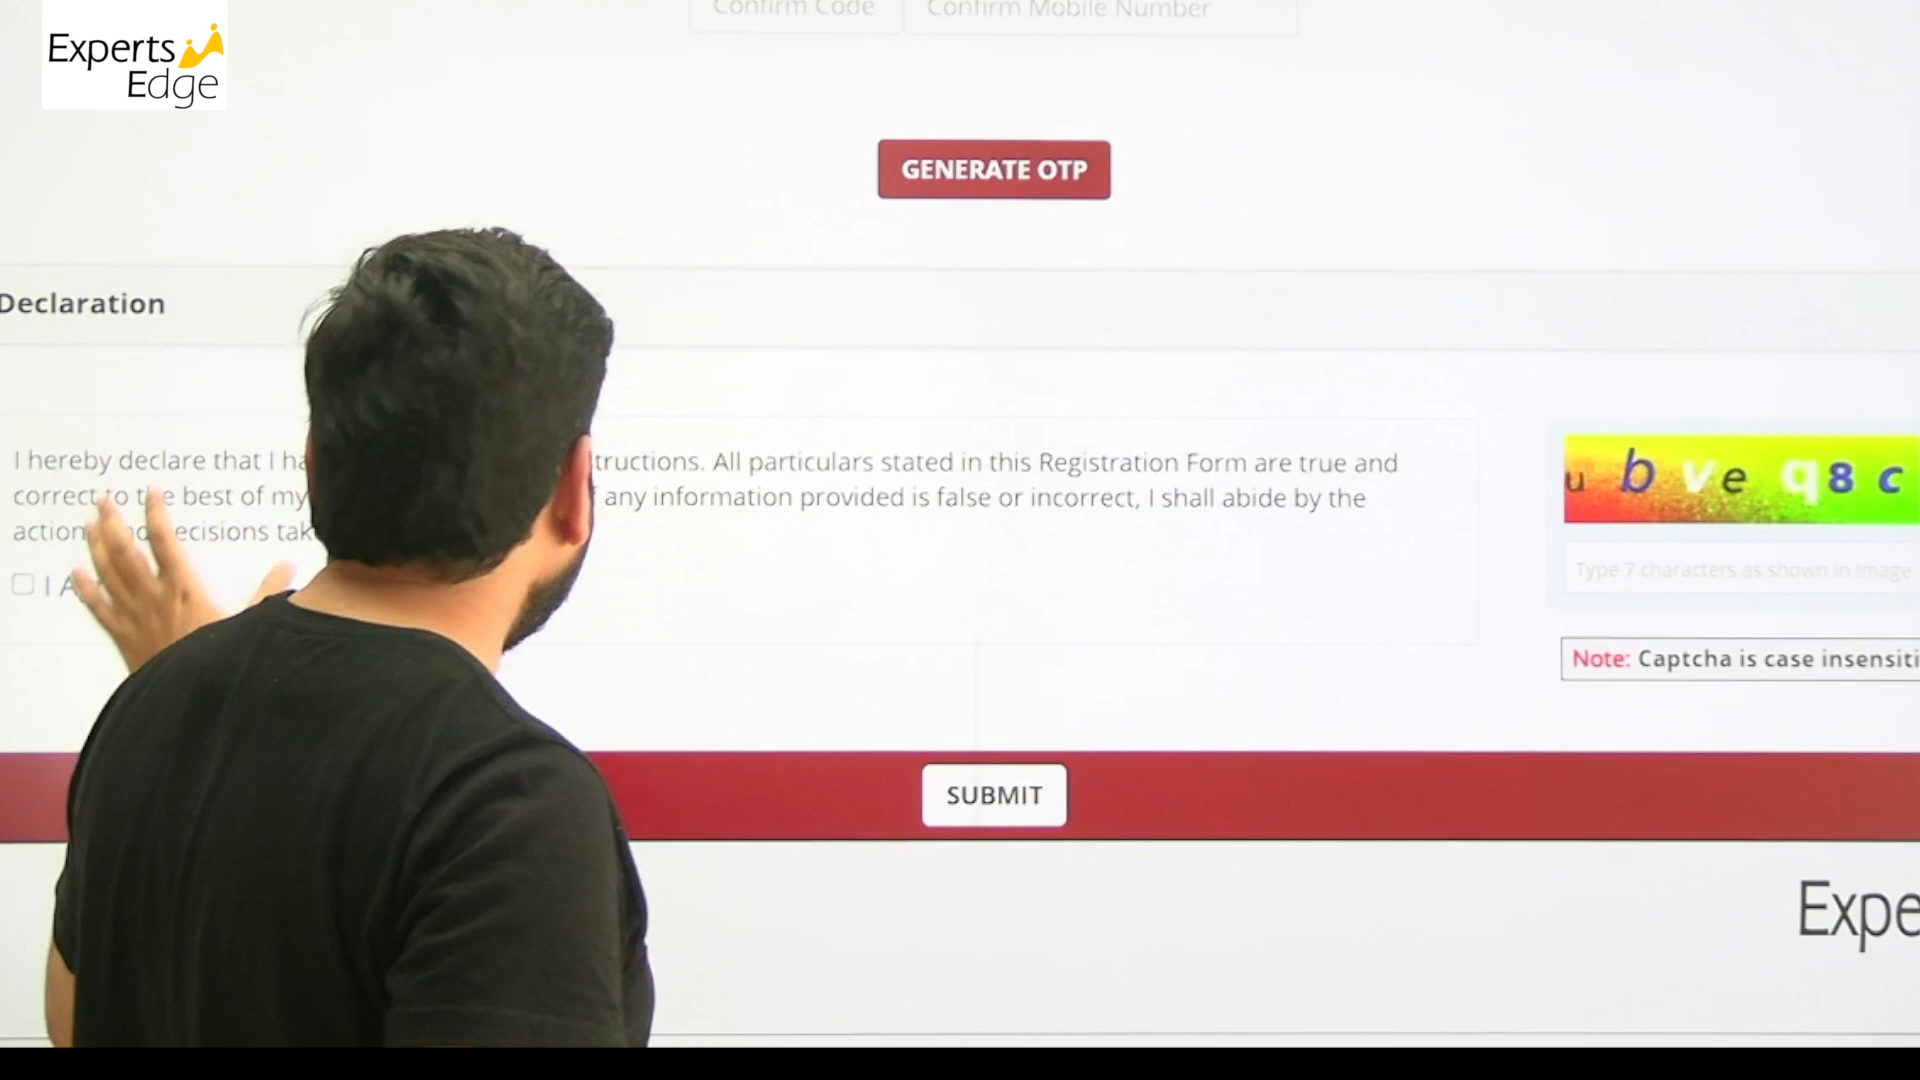 Experts
Edge
Confirm Code Confirm Mobile Number
GENERATE OTP
Declaration
I hereby declare that I ha tructions. All particulars stated in this Registration Form are true and
correct to the best of my any information provided is false or incorrect, I shall abide by the
action ecisions tak
I A
u b v e q 8 c
Type 7 characters as shown in image
Note: Captcha is case insensiti
SUBMIT
Expe